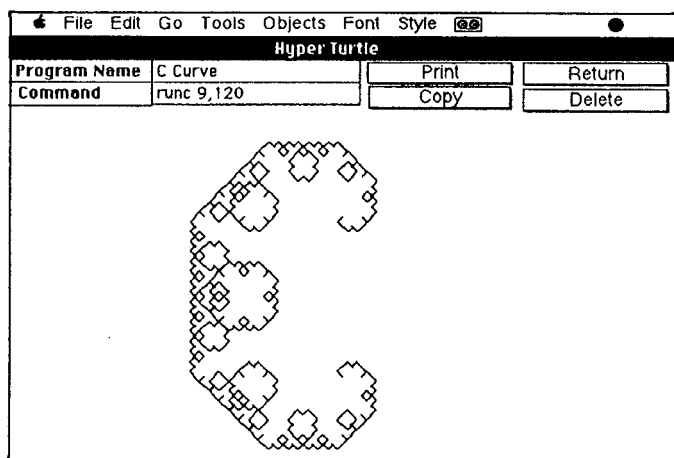 File Edit Go Tools Objects Font Style
Hyper Turtle
Program Name C Curve Print Return
Command runc 9,120 Copy Delete